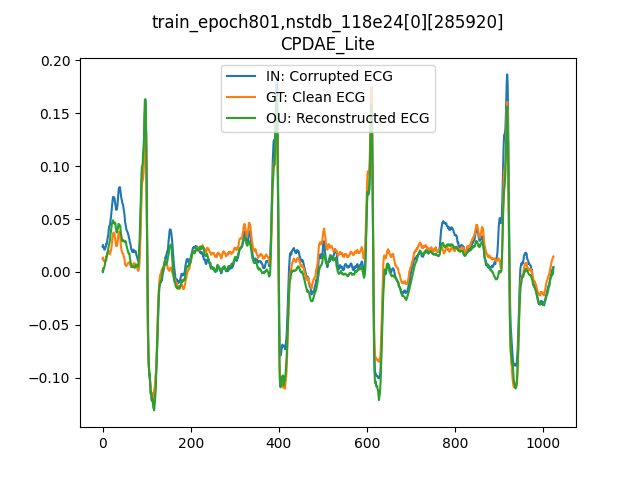 train_epoch801,nstdb_118e24[0][285920]
CPDAE_Lite
IN: Corrupted ECG
GT: Clean ECG
OU: Reconstructed ECG
0.20
0.15
0.10
0.05
0.00
−0.05
−0.10
0 200 400 600 800 1000